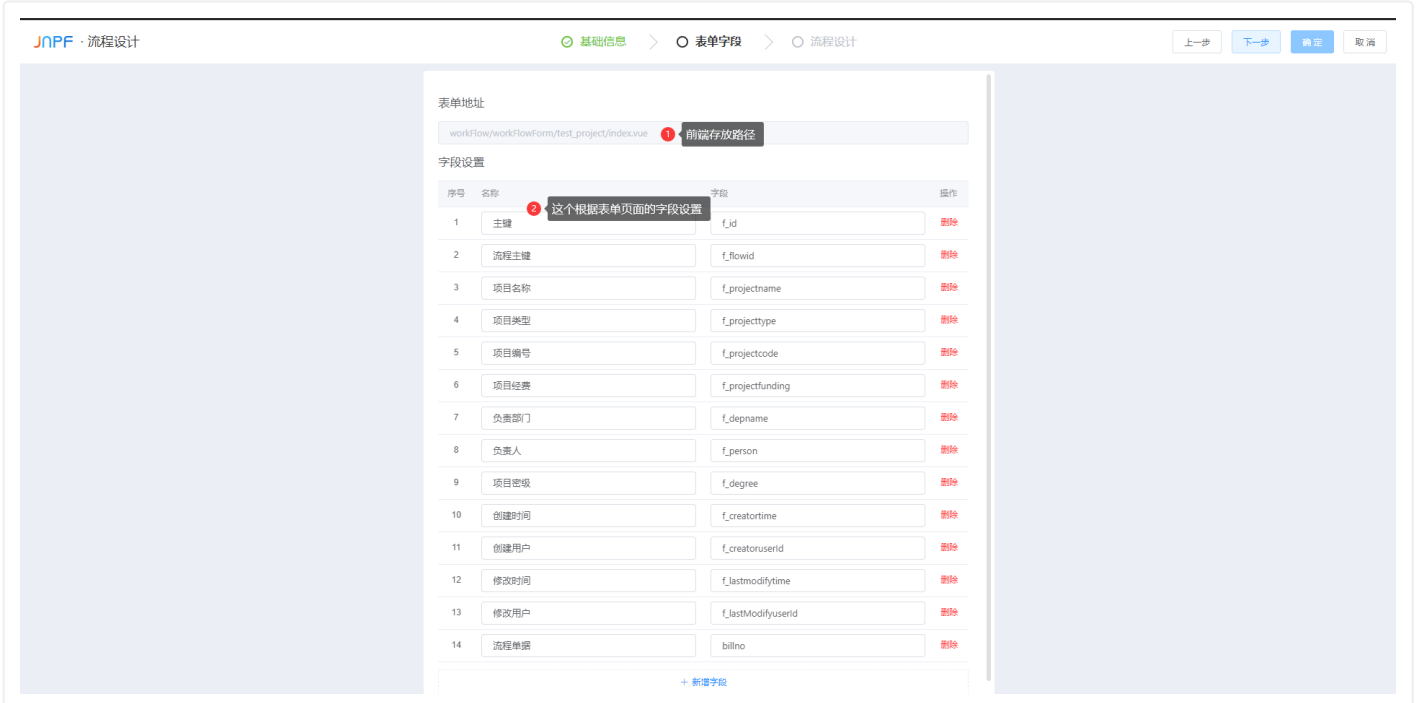 JNPF · 流程设计 基础信息 表单字段 流程设计 上一步 下一步 确定 取消
表单地址
workFlow/workFlowForm/test_project/index.vue 1 前端存放路径
字段设置
序号 名称 字段 操作
2 这个根据表单页面的字段设置
1 主键 f_id 删除
2 流程主键 f_flowid 删除
3 项目名称 f_projectname 删除
4 项目类型 f_projecttype 删除
5 项目编号 f_projectcode 删除
6 项目经费 f_projectfunding 删除
7 负责部门 f_depname 删除
8 负责人 f_person 删除
9 项目密级 f_degree 删除
10 创建时间 f_creatortime 删除
11 创建用户 f_creatoruserId 删除
12 修改时间 f_lastmodifytime 删除
13 修改用户 f_lastModifyuserId 删除
14 流程单据 billno 删除
+ 新增字段